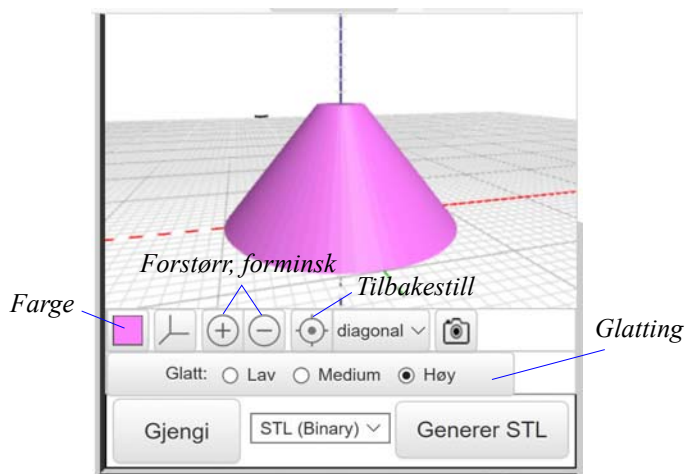 Forstørr, forminsk
Tilbakestill
Farge
Glatting
diagonal
Glatt: Lav Medium Høy
Gjengi
STL (Binary)
Generer STL